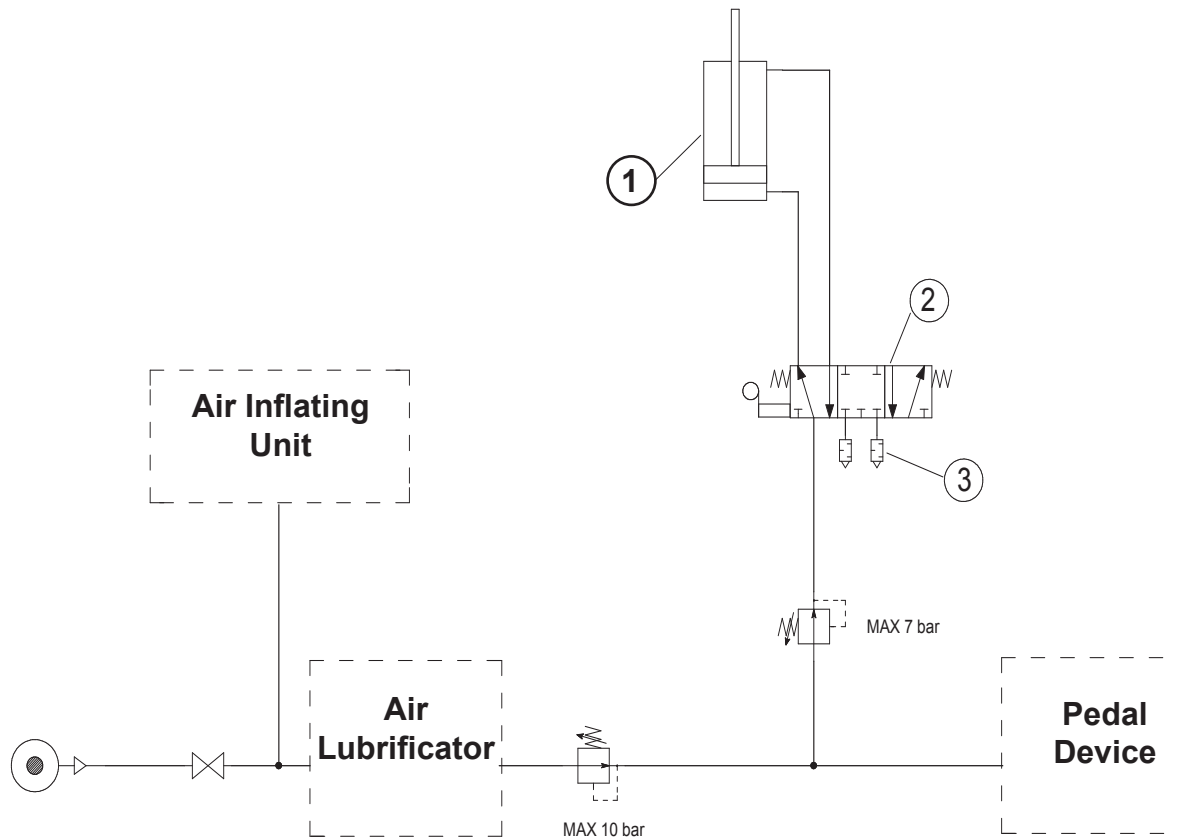 1
2
Air Inflating
Unit
3
MAX 7 bar
Air
Lubrificator
Pedal
Device
MAX 10 bar